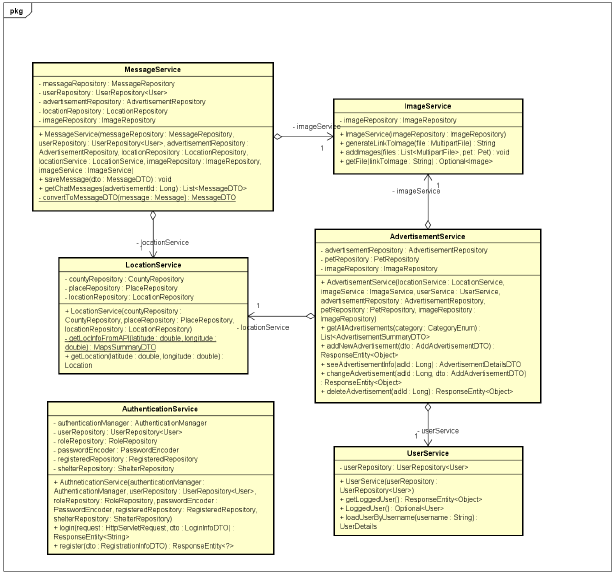 pkg
MessageService
- messageRepository : MessageRepository
- userRepository : UserRepository<User>
- advertisementRepository : AdvertisementRepository
- locationRepository : LocationRepository
- imageRepository : ImageRepository
+ MessageService(messageRepository : MessageRepository,
userRepository : UserRepository<User>, advertisementRepository :
AdvertisementRepository, locationRepository : LocationRepository,
locationService : LocationService, imageRepository : ImageRepository,
imageService : ImageService)
+ saveMessage(dto : MessageDTO) : void
+ getChatMessages(advertisementId : Long) : List<MessageDTO>
- convertToMessageDTO(message : Message) : MessageDTO
- imageService
1
ImageService
- imageRepository : ImageRepository
+ ImageService(imageRepository : ImageRepository)
+ generateLinkToImage(file : MultipartFile) : String
+ addImages(files : List<MultipartFile>, pet : Pet) : void
+ getFile(linkToImage : String) : Optional<Image>
1
- imageService
- locationService
1
LocationService
- countyRepository : CountyRepository
- placeRepository : PlaceRepository
- locationRepository : LocationRepository
+ LocationService(countyRepository :
CountyRepository, placeRepository : PlaceRepository,
locationRepository : LocationRepository)
- getLocInfoFromAPI(latitude : double, longitude :
double) : MapsSummaryDTO
+ getLocation(latitude : double, longitude : double) :
Location
1
- locationService
AdvertisementService
- advertisementRepository : AdvertisementRepository
- petRepository : PetRepository
- imageRepository : ImageRepository
+ AdvertisementService(locationService : LocationService,
imageService : ImageService, userService : UserService,
advertisementRepository : AdvertisementRepository,
petRepository : PetRepository, imageRepository :
ImageRepository)
+ getAllAdvertisements(category : CategoryEnum) :
List<AdvertisementSummaryDTO>
+ addNewAdvertisement(dto : AddAdvertisementDTO) :
ResponseEntity<Object>
+ seeAdvertisementInfo(adId : Long) : AdvertisementDetailsDTO
+ changeAdvertisement(adId : Long, dto : AddAdvertisementDTO)
: ResponseEntity<Object>
+ deleteAdvertisement(adId : Long) : ResponseEntity<Object>
- userService
1
AuthenticationService
- authenticationManager : AuthenticationManager
- userRepository : UserRepository<User>
- roleRepository : RoleRepository
- passwordEncoder : PasswordEncoder
- registeredRepository : RegisteredRepository
- shelterRepository : ShelterRepository
+ AuthneticationService(authenticationManager :
AuthenticationManager, userRepository : UserRepository<User>,
roleRepository : RoleRepository, passwordEncoder :
PasswordEncoder, registeredRepository : RegisteredRepository,
shelterRepository : ShelterRepository)
+ login(request : HttpServletRequest, dto : LoginInfoDTO) :
ResponseEntity<String>
+ register(dto : RegistrationInfoDTO) : ResponseEntity<?>
UserService
- userRepository : UserRepository<User>
+ UserService(userRepository :
UserRepository<User>)
+ getLoggedUser() : ResponseEntity<Object>
+ LoggedUser() : Optional<User>
+ loadUserByUsername(username : String) :
UserDetails